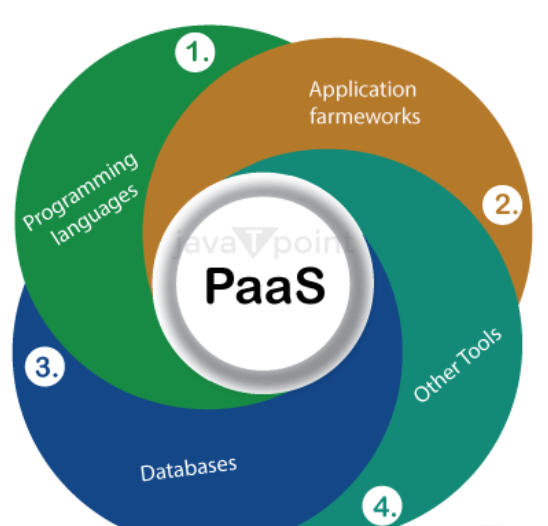 1.
Application
farmeworks
Programming
languages
2.
javaTpoint
PaaS
3.
Other Tools
Databases
4.